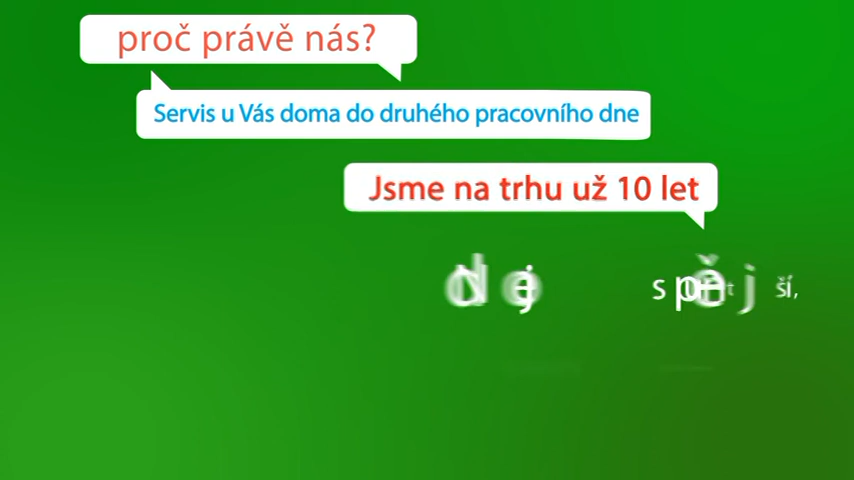 proč právě nás?
Servis u Vás doma do druhého pracovního dne
Jsme na trhu už 10 let